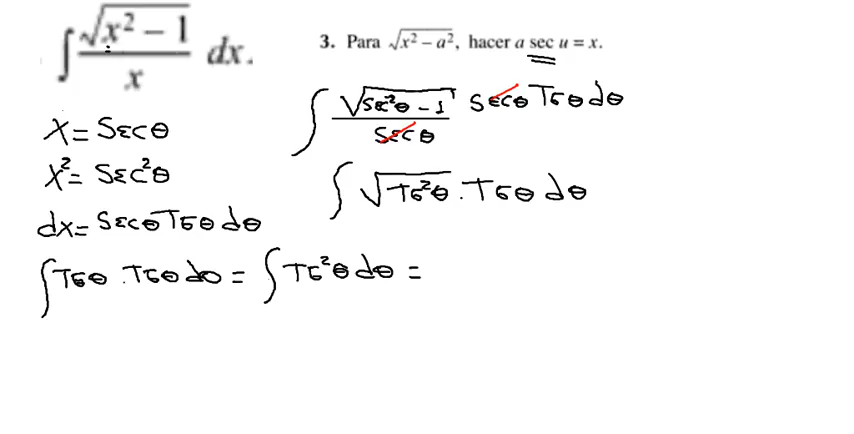 ∫ √(x² − 1) / x dx.
3. Para √(x² − a²), hacer a sec u = x.
∫ √(Sec²θ − 1) / Secθ Secθ Tgθ dθ
x = Secθ
x² = Sec²θ
∫ √(Tg²θ) . Tgθ dθ
dx = Secθ Tgθ dθ
∫ Tgθ . Tgθ dθ = ∫ Tg²θ dθ =